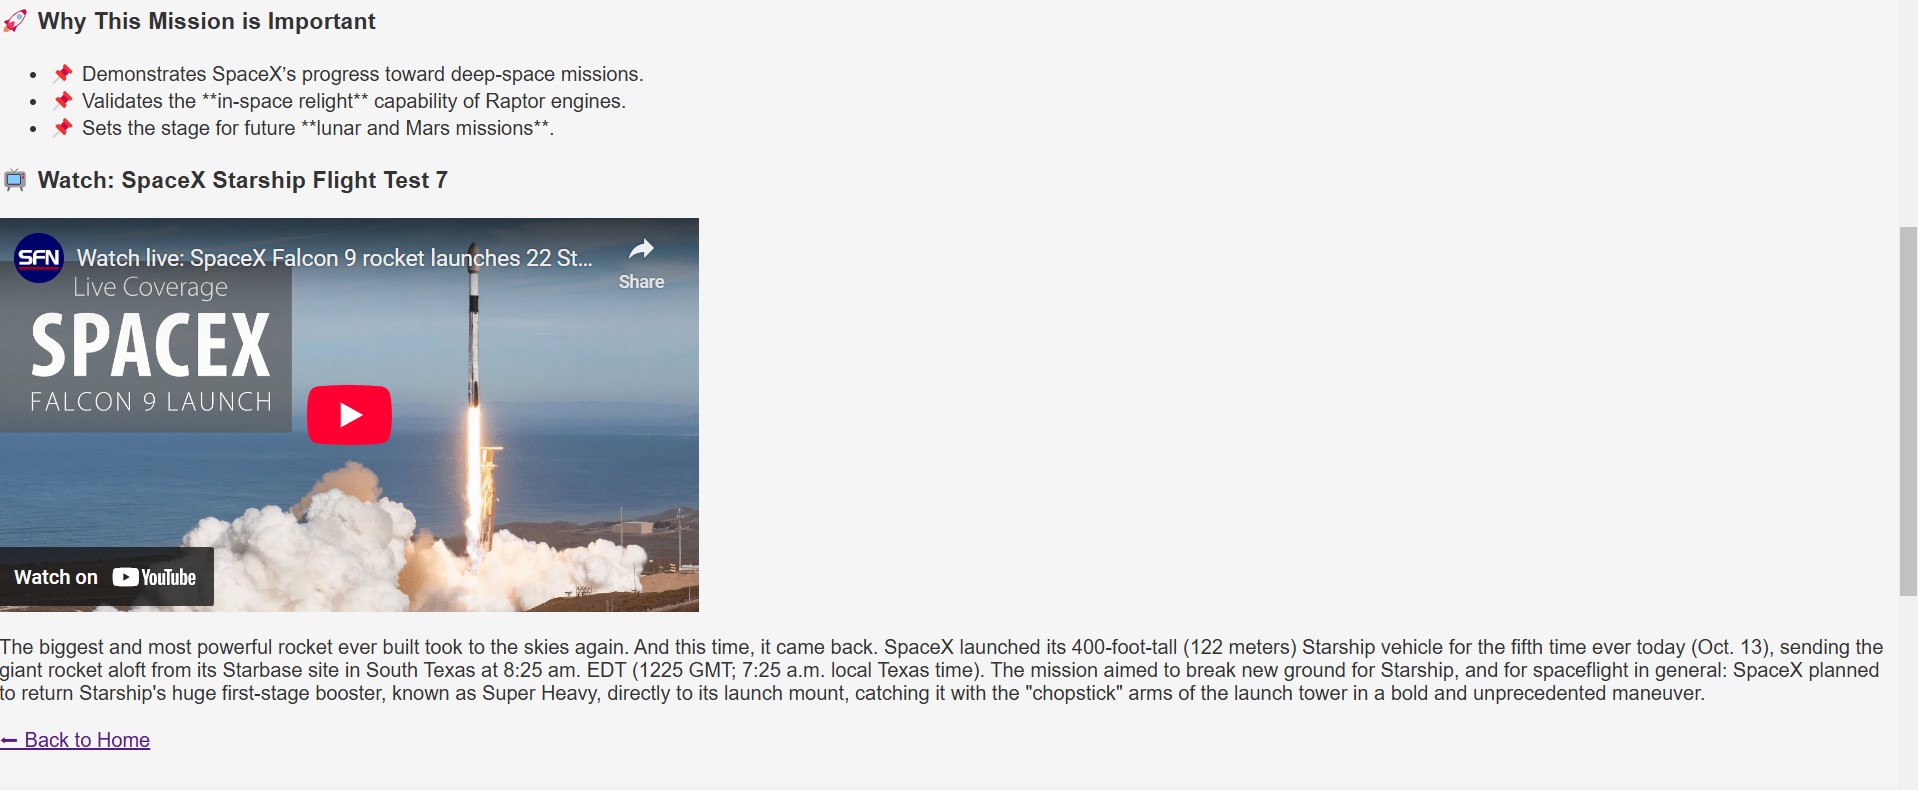 🚀 Why This Mission is Important
• 📌 Demonstrates SpaceX’s progress toward deep-space missions.
• 📌 Validates the **in-space relight** capability of Raptor engines.
• 📌 Sets the stage for future **lunar and Mars missions**.
📺 Watch: SpaceX Starship Flight Test 7
SFN
Watch live: SpaceX Falcon 9 rocket launches 22 St...
Share
Live Coverage
SPACEX
FALCON 9 LAUNCH
Watch on YouTube
The biggest and most powerful rocket ever built took to the skies again. And this time, it came back. SpaceX launched its 400-foot-tall (122 meters) Starship vehicle for the fifth time ever today (Oct. 13), sending the
giant rocket aloft from its Starbase site in South Texas at 8:25 am. EDT (1225 GMT; 7:25 a.m. local Texas time). The mission aimed to break new ground for Starship, and for spaceflight in general: SpaceX planned
to return Starship's huge first-stage booster, known as Super Heavy, directly to its launch mount, catching it with the "chopstick" arms of the launch tower in a bold and unprecedented maneuver.
← Back to Home